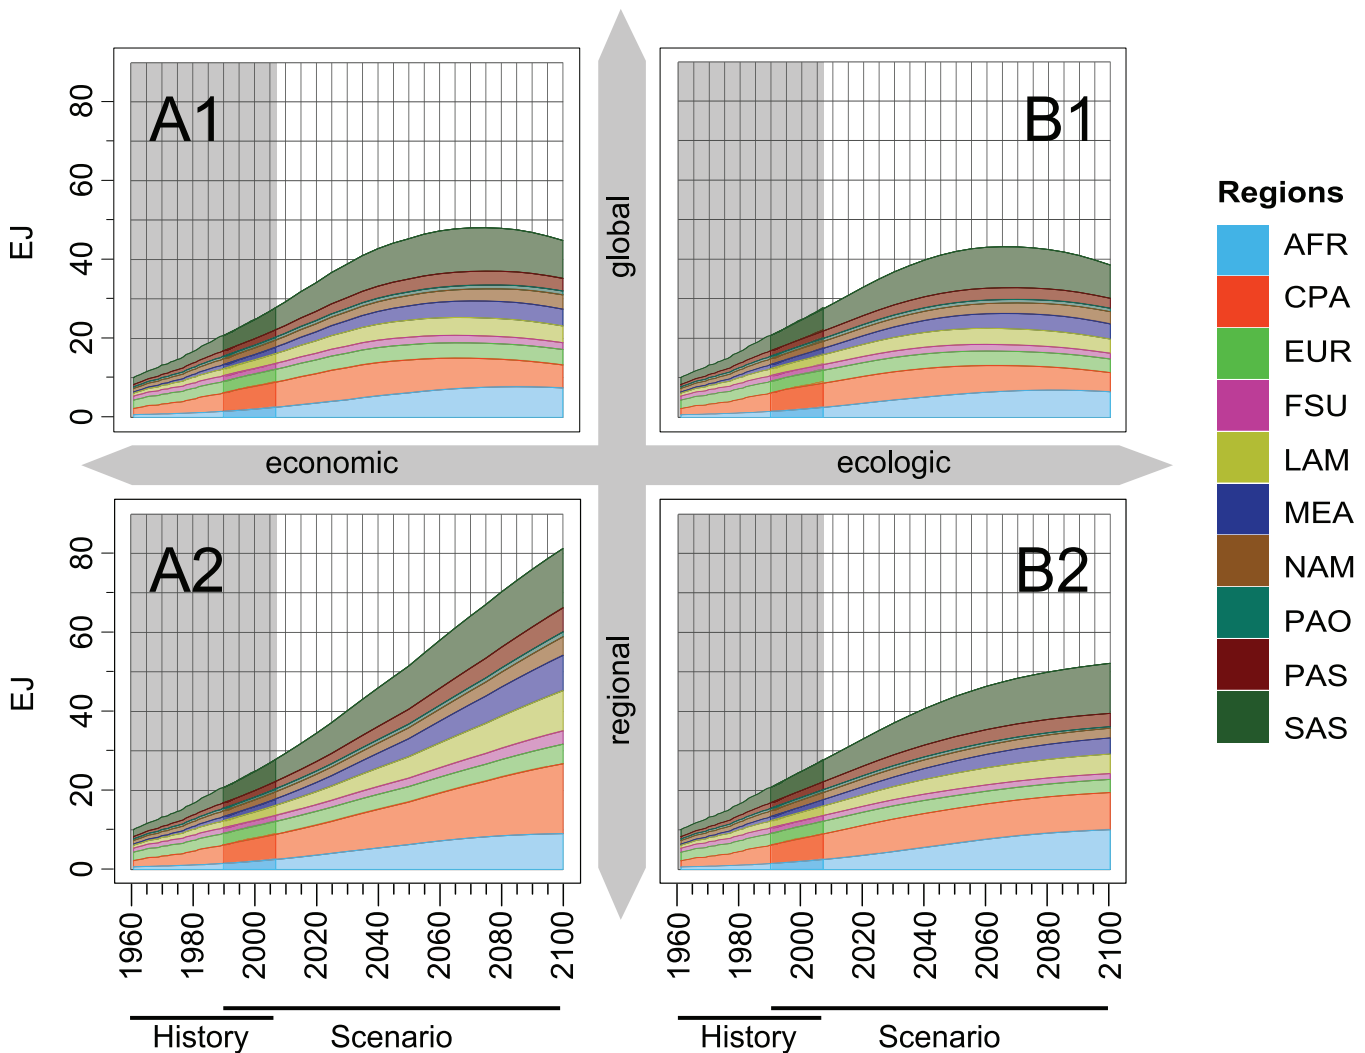 A1
B1
EJ
80
60
40
20
0
global
Regions
AFR
CPA
EUR
FSU
LAM
MEA
NAM
PAO
PAS
SAS
economic
ecologic
A2
B2
EJ
80
60
40
20
0
regional
1960 1980 2000 2020 2040 2060 2080 2100
1960 1980 2000 2020 2040 2060 2080 2100
History Scenario
History Scenario